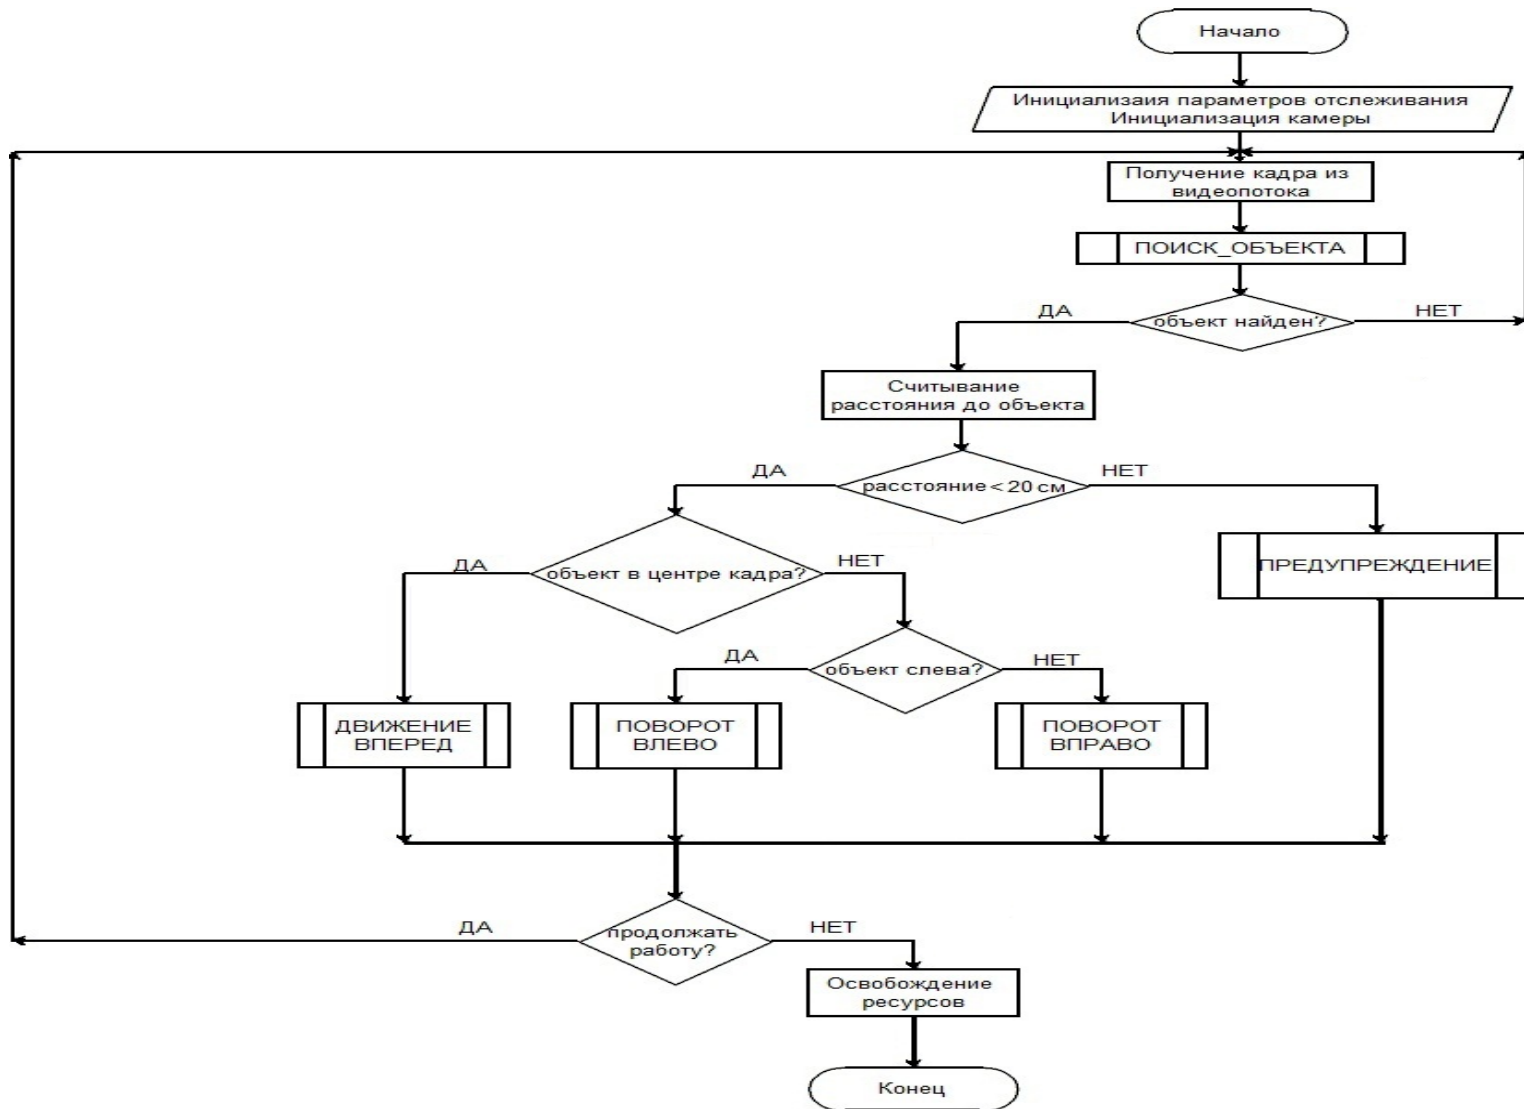 Начало
Инициализаия параметров отслеживания
Инициализация камеры
Получение кадра из
видеопотока
ПОИСК_ОБЪЕКТА
ДА
объект найден?
НЕТ
Считывание
расстояния до объекта
ДА
расстояние < 20 см
НЕТ
ДА
объект в центре кадра?
НЕТ
ПРЕДУПРЕЖДЕНИЕ
ДА
объект слева?
НЕТ
ДВИЖЕНИЕ
ВПЕРЕД
ПОВОРОТ
ВЛЕВО
ПОВОРОТ
ВПРАВО
ДА
продолжать
работу?
НЕТ
Освобождение
ресурсов
Конец